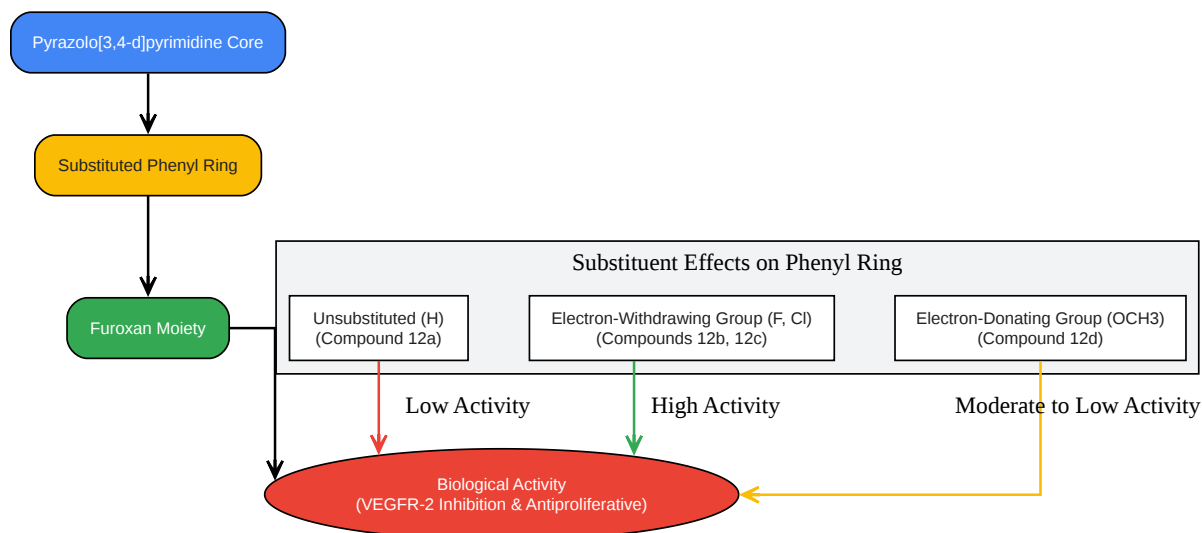 Pyrazolo[3,4-d]pyrimidine Core
Substituted Phenyl Ring
Substituent Effects on Phenyl Ring
Furoxan Moiety
Unsubstituted (H)
(Compound 12a)
Electron-Withdrawing Group (F, Cl)
(Compounds 12b, 12c)
Electron-Donating Group (OCH3)
(Compound 12d)
Low Activity
High Activity
Moderate to Low Activity
Biological Activity
(VEGFR-2 Inhibition & Antiproliferative)